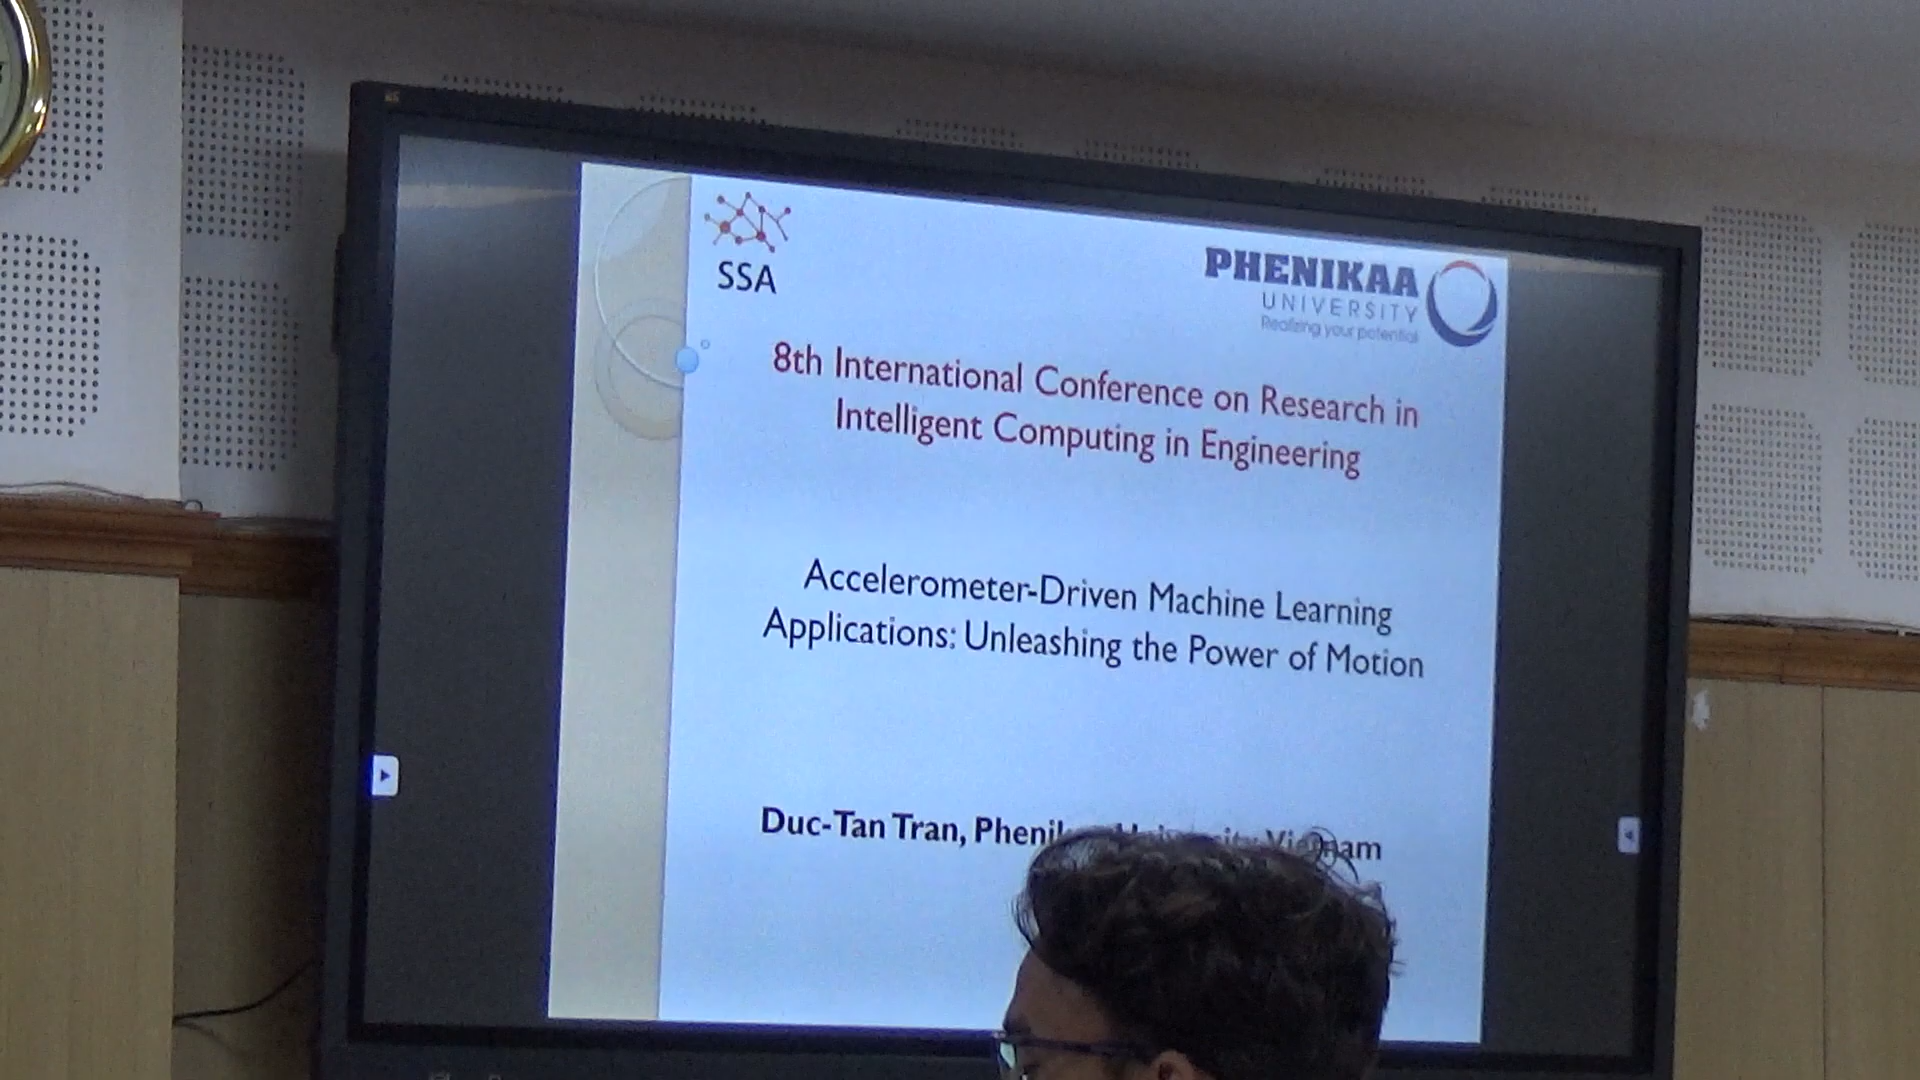 SSA
PHENIKAA
UNIVERSITY
Realizing your potential
8th International Conference on Research in
Intelligent Computing in Engineering
Accelerometer-Driven Machine Learning
Applications: Unleashing the Power of Motion
Duc-Tan Tran,